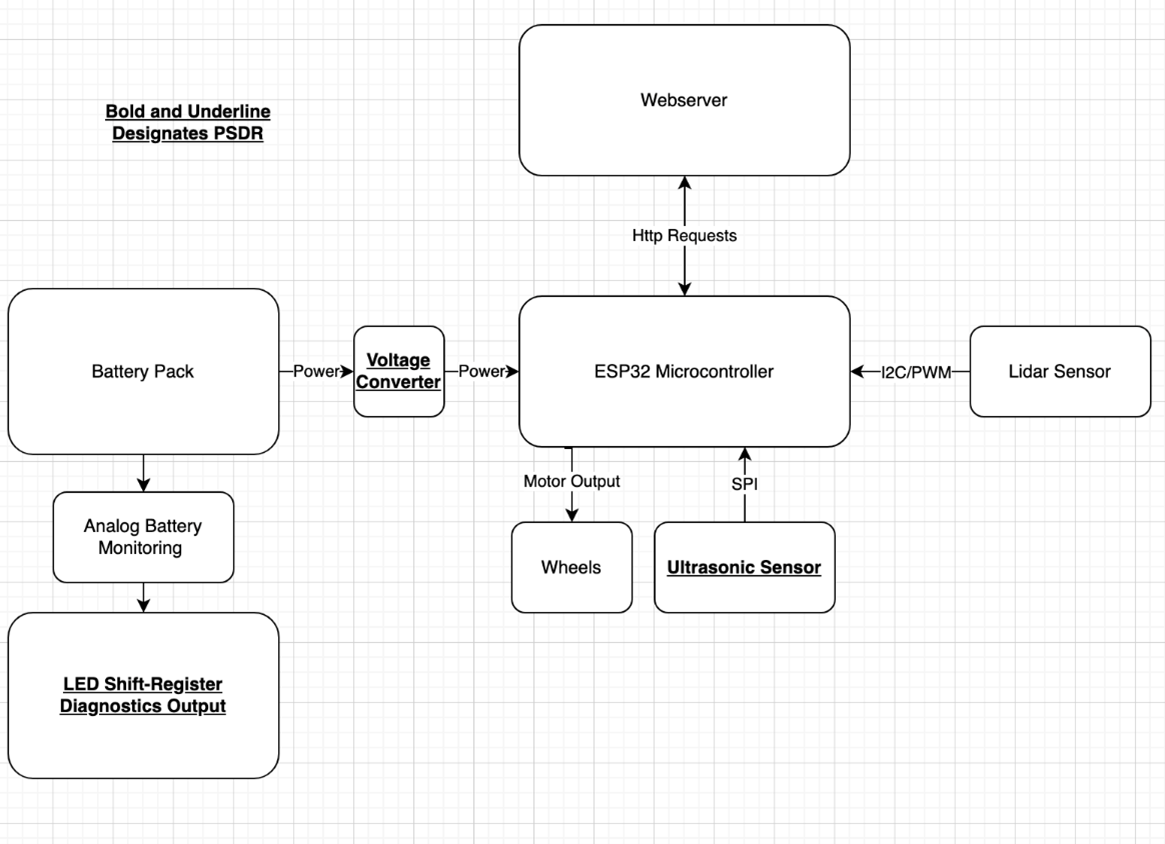 Webserver
Bold and Underline
Designates PSDR
Http Requests
Battery Pack
Power
Voltage
Converter
Power
ESP32 Microcontroller
I2C/PWM
Lidar Sensor
Motor Output
SPI
Analog Battery
Monitoring
Wheels
Ultrasonic Sensor
LED Shift-Register
Diagnostics Output